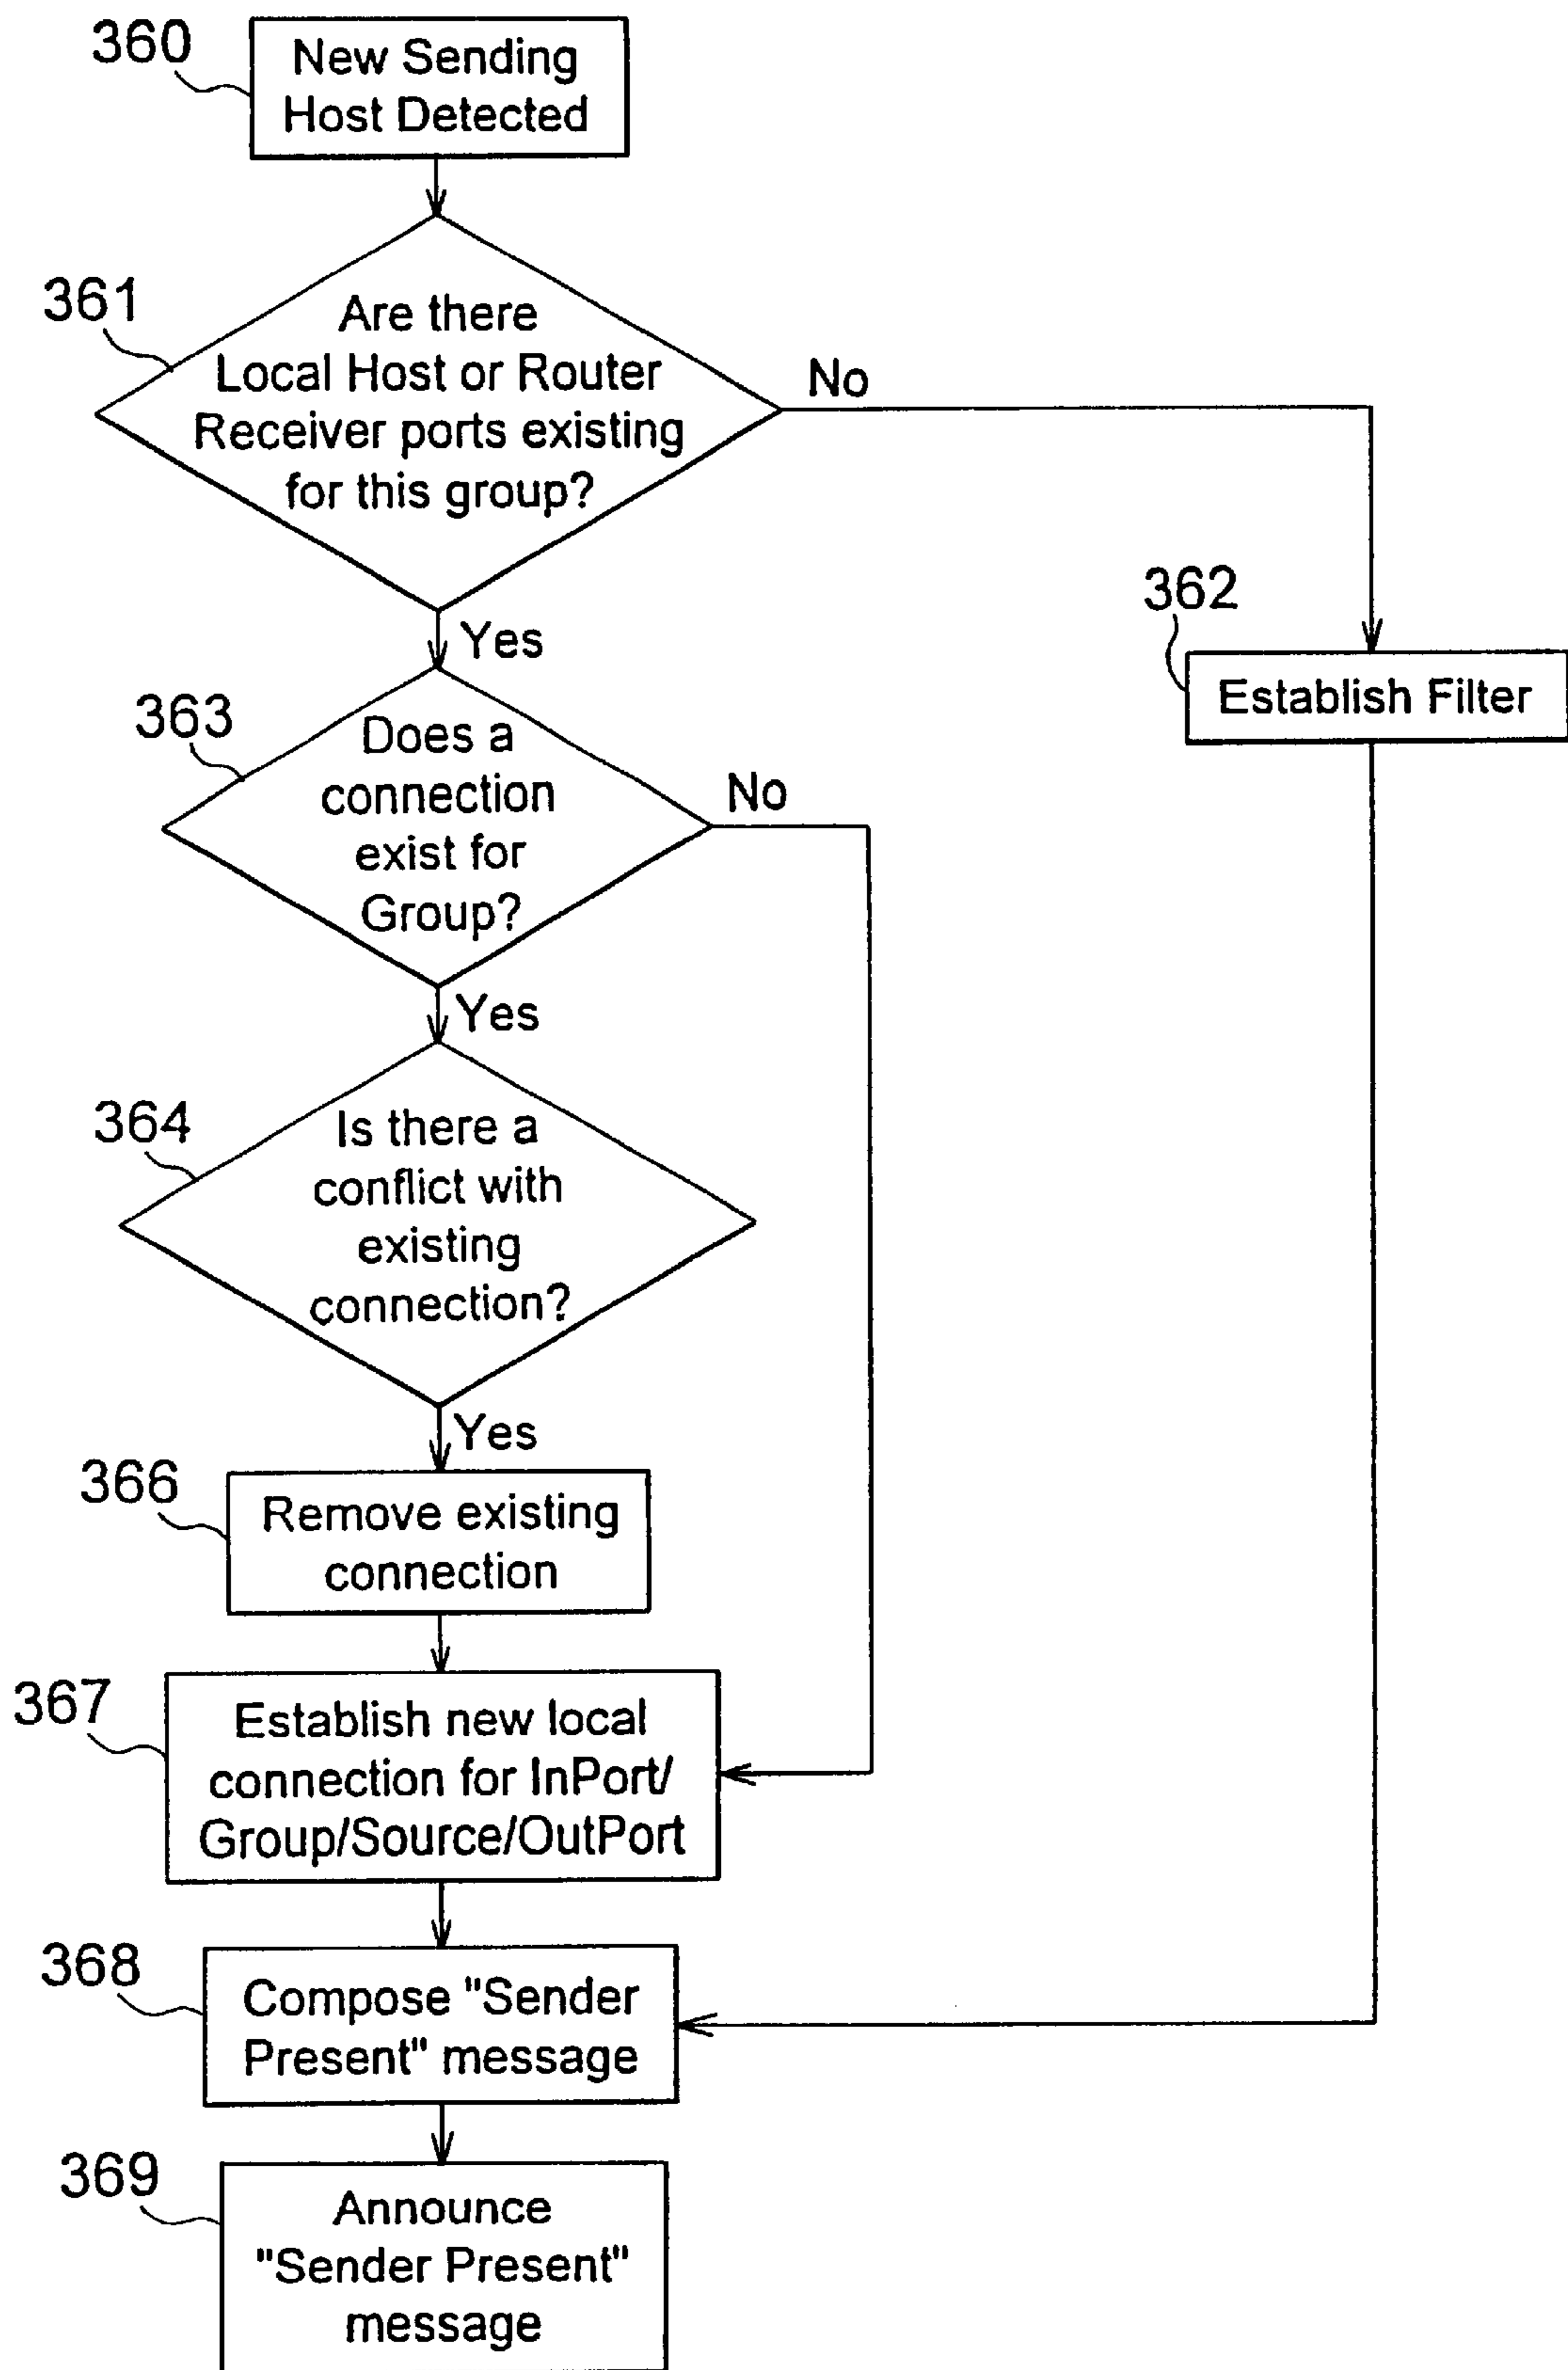 360
New Sending
Host Detected
361
Are there
Local Host or Router
Receiver ports existing
for this group?
No
Yes
362
Establish Filter
363
Does a
connection
exist for
Group?
No
Yes
364
Is there a
conflict with
existing
connection?
Yes
366
Remove existing
connection
367
Establish new local
connection for InPort/
Group/Source/OutPort
368
Compose "Sender
Present" message
369
Announce
"Sender Present"
message